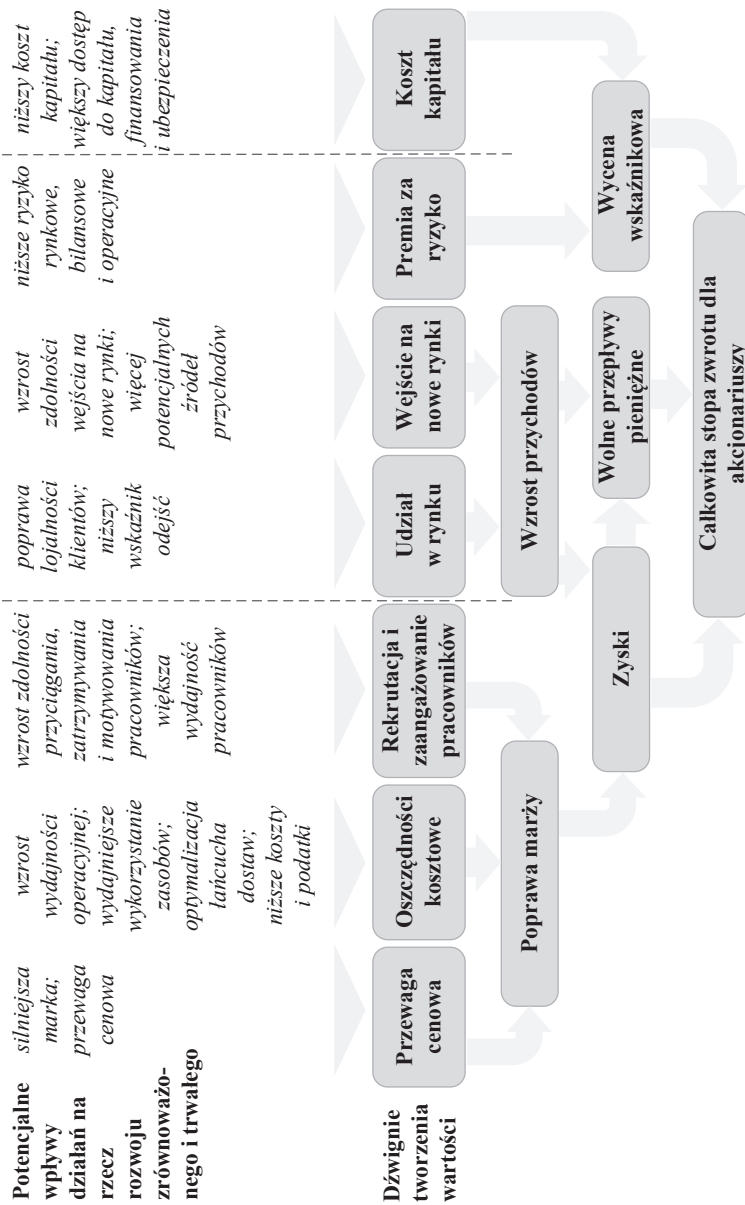 Potencjalne
wpływy
działań na
rzecz
rozwoju
zrównoważo-
nego i trwałego
silniejsza
marka;
przewaga
cenowa
wzrost
wydajności
operacyjnej;
wydajniejsze
wykorzystanie
zasobów;
optymalizacja
łańcucha
dostaw;
niższe koszty
i podatki
wzrost zdolności
przyciągania,
zatrzymywania
i motywowania
pracowników;
większa
wydajność
pracowników
poprawa
lojalności
klientów;
niższy
wskaźnik
odejść
wzrost
zdolności
wejścia na
nowe rynki;
więcej
potencjalnych
źródeł
przychodów
niższe ryzyko
rynkowe,
bilansowe
i operacyjne
niższy koszt
kapitału;
większy dostęp
do kapitału,
finansowania
i ubezpieczenia
Dźwignie
tworzenia
wartości
Przewaga
cenowa
Oszczędności
kosztowe
Rekrutacja i
zaangażowanie
pracowników
Udział
w rynku
Wejście na
nowe rynki
Premia za
ryzyko
Koszt
kapitału
Poprawa marży
Wzrost przychodów
Zyski
Wolne przepływy
pieniężne
Wycena
wskaźnikowa
Całkowita stopa zwrotu dla
akcjonariuszy